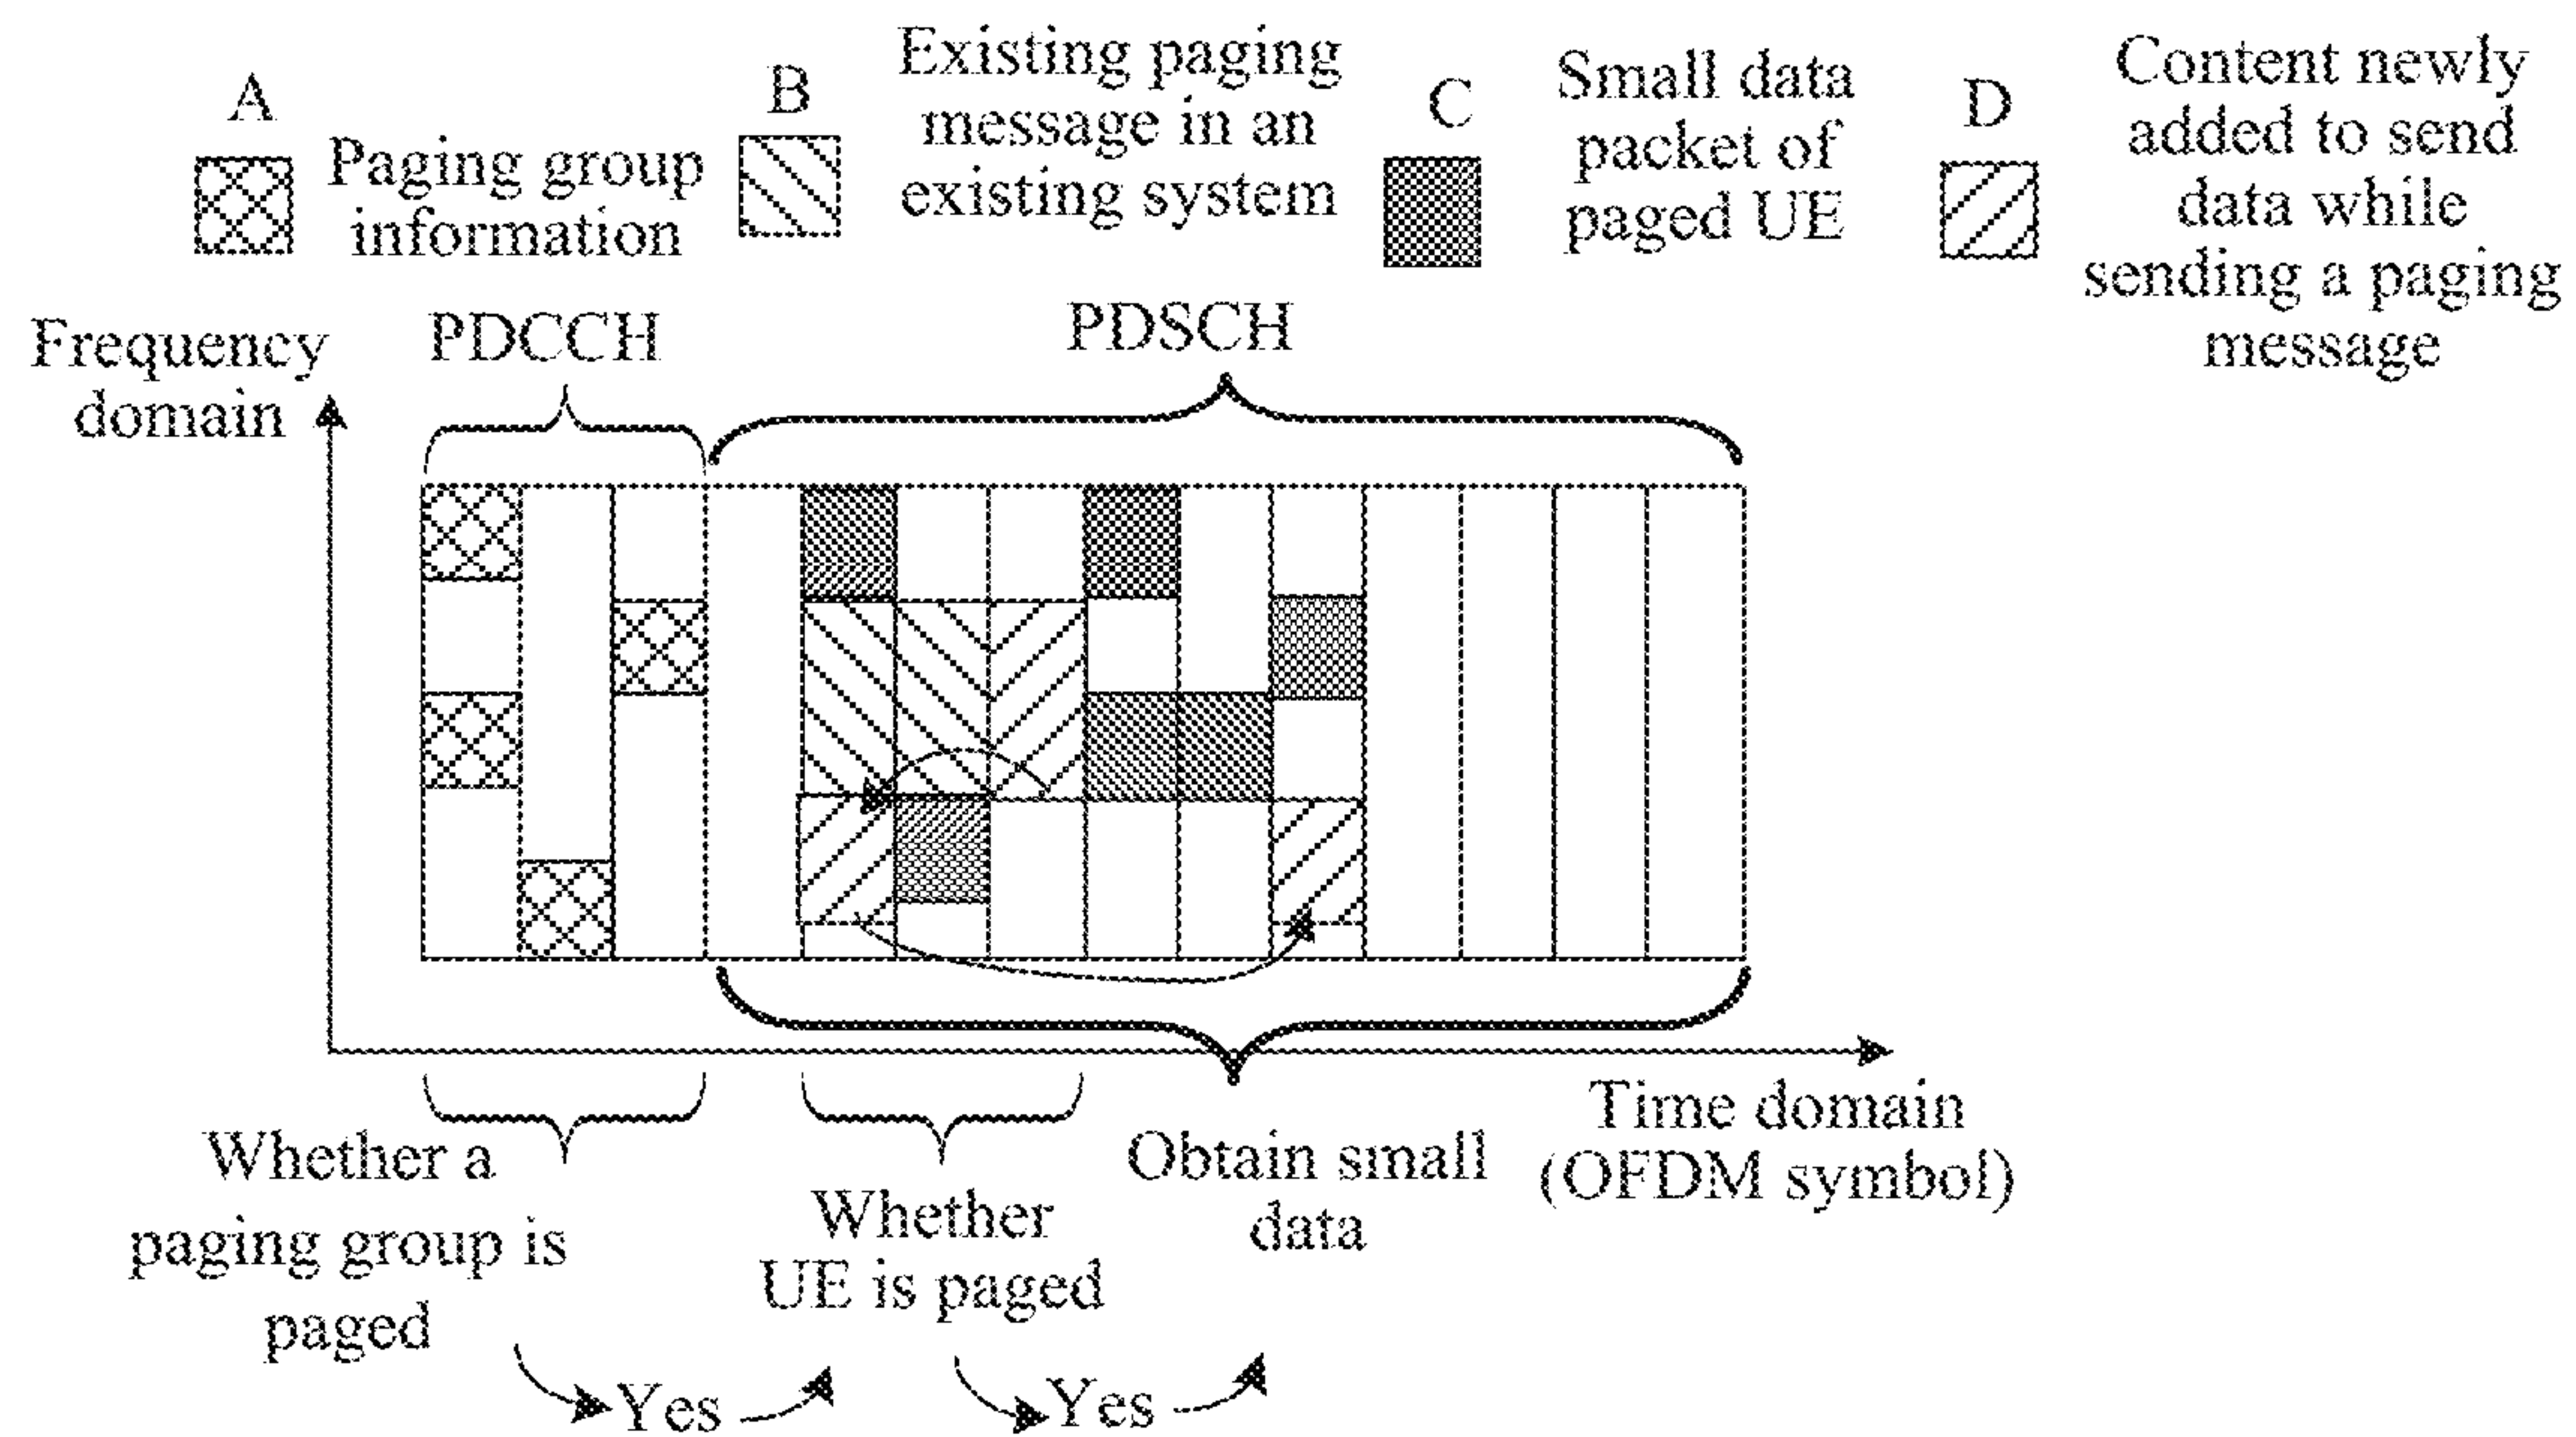 A
Paging group
information
B
Existing paging
message in an
existing system
C
Small data
packet of
paged UE
D
Content newly
added to send
data while
sending a paging
message
Frequency
domain
PDCCH
PDSCH
Time domain
(OFDM symbol)
Whether a
paging group is
paged
Whether
UE is paged
Obtain small
data
Yes
Yes